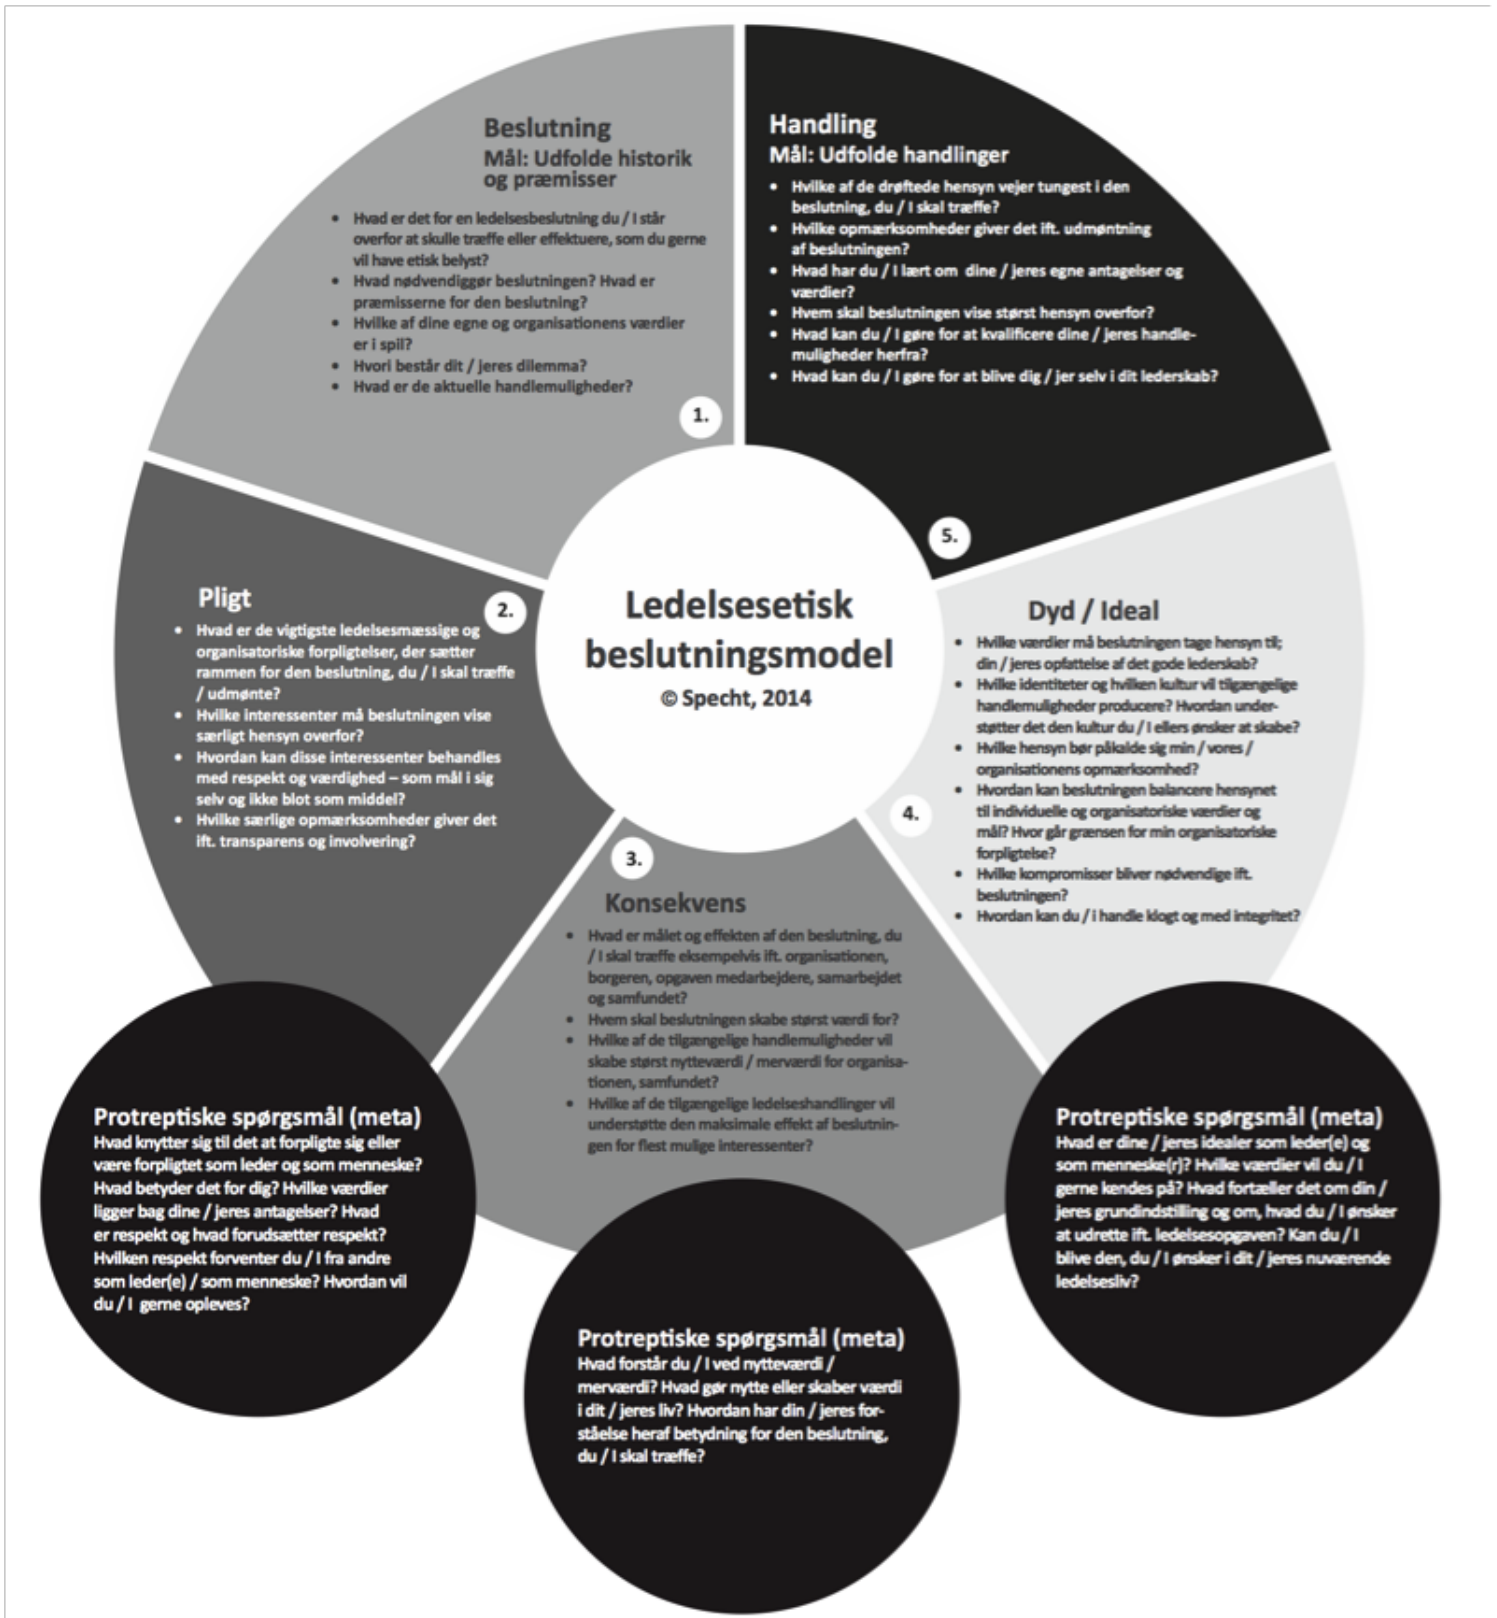 Beslutning
Mål: Udfolde historik
og præmisser
• Hvad er det for en ledelsesbeslutning du / I står
overfor at skulle træffe eller effektuere, som du gerne
vil have etisk belyst?
• Hvad nødvendiggør beslutningen? Hvad er
præmisserne for den beslutning?
• Hvilke af dine egne og organisationens værdier
er i spil?
• Hvori består dit / jeres dilemma?
• Hvad er de aktuelle handlemuligheder?
1.
Handling
Mål: Udfolde handlinger
• Hvilke af de drøftede hensyn vejer tungest i den
beslutning, du / I skal træffe?
• Hvilke opmærksomheder giver det ift. udmøntning
af beslutningen?
• Hvad har du / I lært om dine / jeres egne antagelser og
værdier?
• Hvem skal beslutningen vise størst hensyn overfor?
• Hvad kan du / I gøre for at kvalificere dine / jeres handle-
muligheder herfra?
• Hvad kan du / I gøre for at blive dig / jer selv i dit lederskab?
5.
Ledelsesetisk
beslutningsmodel
© Specht, 2014
Pligt
2.
• Hvad er de vigtigste ledelsesmæssige og
organisatoriske forpligtelser, der sætter
rammen for den beslutning, du / I skal træffe
/ udmønte?
• Hvilke interessenter må beslutningen vise
særligt hensyn overfor?
• Hvordan kan disse interessenter behandles
med respekt og værdighed – som mål i sig
selv og ikke blot som middel?
• Hvilke særlige opmærksomheder giver det
ift. transparens og involvering?
Dyd / Ideal
• Hvilke værdier må beslutningen tage hensyn til;
din / jeres opfattelse af det gode lederskab?
• Hvilke identiteter og hvilken kultur vil tilgængelige
handlemuligheder producere? Hvordan under-
støtter det den kultur du / I ellers ønsker at skabe?
• Hvilke hensyn bør påkalde sig min / vores /
organisationens opmærksomhed?
• Hvordan kan beslutningen balancere hensynet
til individuelle og organisatoriske værdier og
mål? Hvor går grænsen for min organisatoriske
forpligtelse?
• Hvilke kompromisser bliver nødvendige ift.
beslutningen?
• Hvordan kan du / i handle klogt og med integritet?
4.
3.
Konsekvens
• Hvad er målet og effekten af den beslutning, du
/ I skal træffe eksempelvis ift. organisationen,
borgeren, opgaven medarbejdere, samarbejdet
og samfundet?
• Hvem skal beslutningen skabe størst værdi for?
• Hvilke af de tilgængelige handlemuligheder vil
skabe størst nytteværdi / merværdi for organisa-
tionen, samfundet?
• Hvilke af de tilgængelige ledelseshandlinger vil
understøtte den maksimale effekt af beslutnin-
gen for flest mulige interessenter?
Protreptiske spørgsmål (meta)
Hvad knytter sig til det at forpligte sig eller
være forpligtet som leder og som menneske?
Hvad betyder det for dig? Hvilke værdier
ligger bag dine / jeres antagelser? Hvad
er respekt og hvad forudsætter respekt?
Hvilken respekt forventer du / I fra andre
som leder(e) / som menneske? Hvordan vil
du / I gerne opleves?
Protreptiske spørgsmål (meta)
Hvad forstår du / I ved nytteværdi /
merværdi? Hvad gør nytte eller skaber værdi
i dit / jeres liv? Hvordan har din / jeres for-
ståelse heraf betydning for den beslutning,
du / I skal træffe?
Protreptiske spørgsmål (meta)
Hvad er dine / jeres idealer som leder(e) og
som menneske(r)? Hvilke værdier vil du / I
gerne kendes på? Hvad fortæller det om din /
jeres grundindstilling og om, hvad du / I ønsker
at udrette ift. ledelsesopgaven? Kan du / I
blive den, du / I ønsker i dit / jeres nuværende
ledelsesliv?